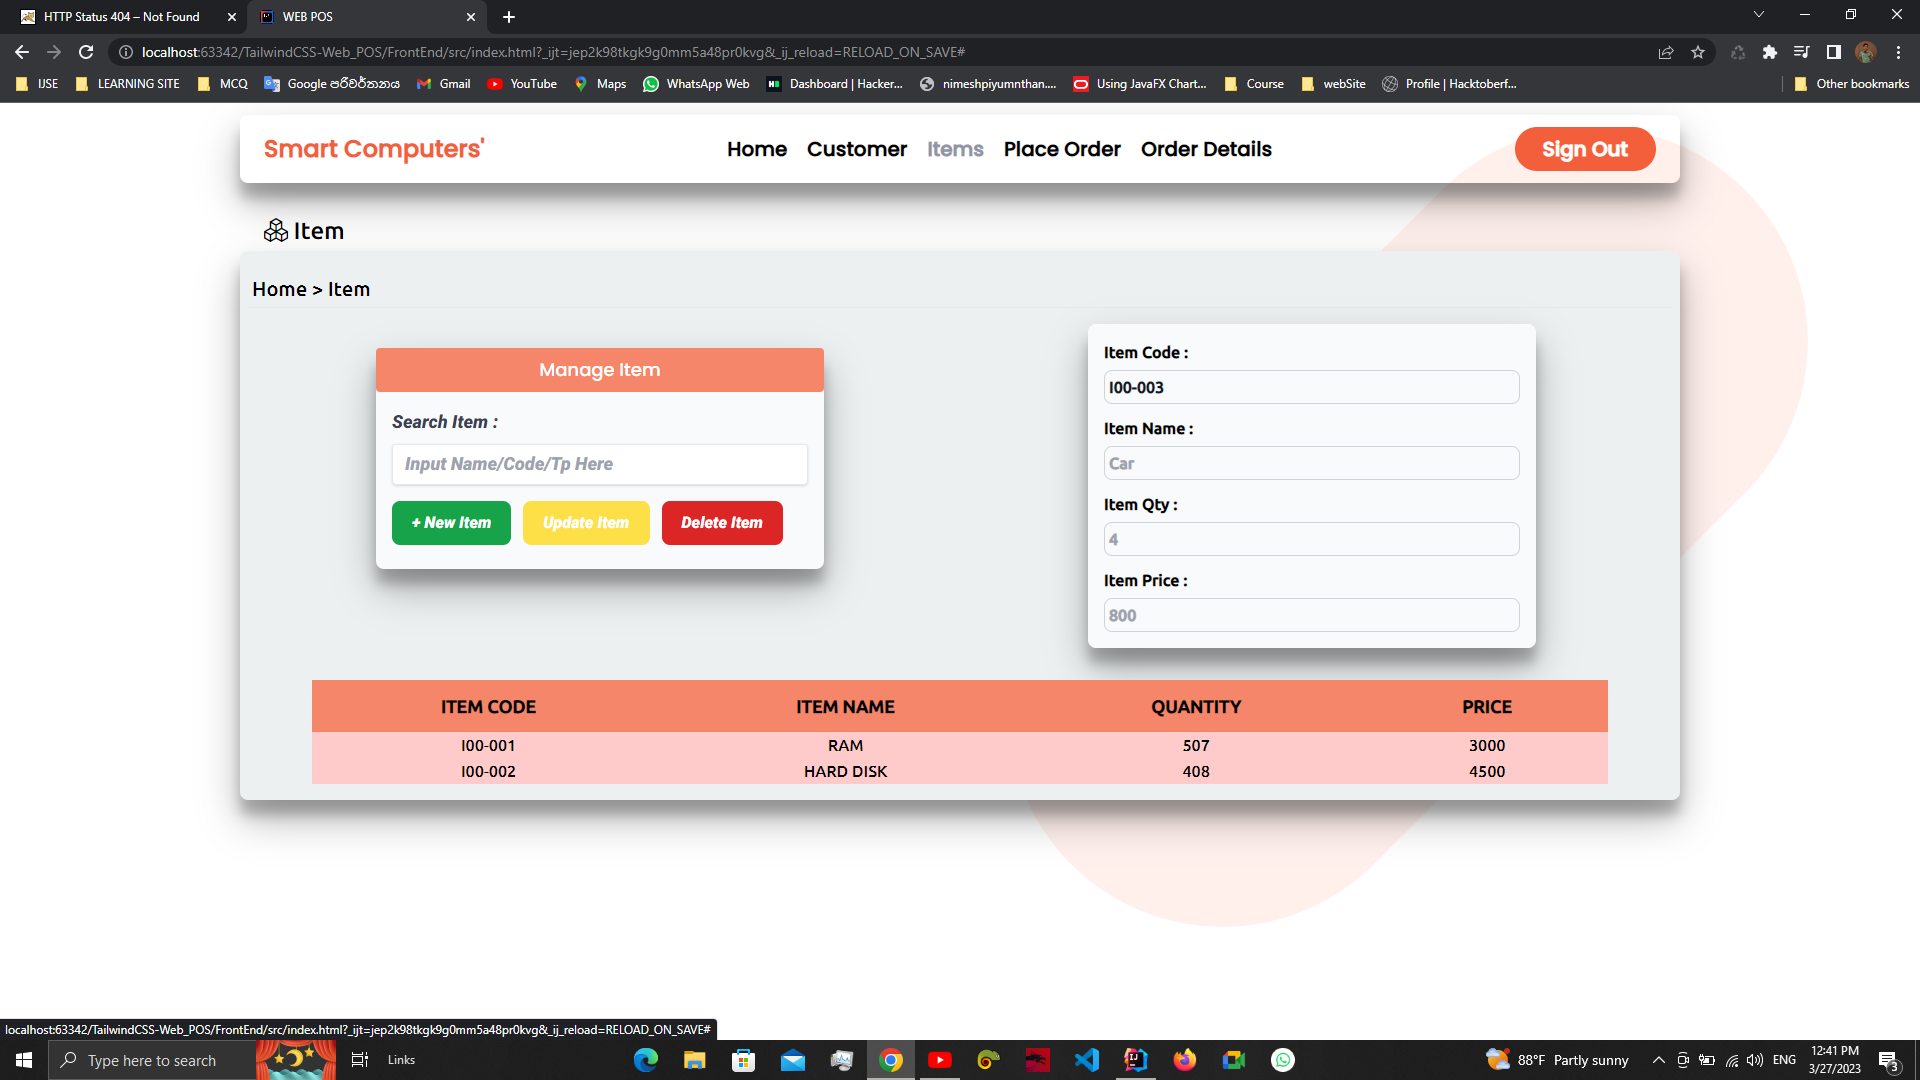 HTTP Status 404 – Not Found
WEB POS
localhost:63342/TailwindCSS-Web_POS/FrontEnd/src/index.html?_ijt=jep2k98tkgk9g0mm5a48pr0kvg&_ij_reload=RELOAD_ON_SAVE#
IJSE
LEARNING SITE
MCQ
Google පරිවර්තනය
Gmail
YouTube
Maps
WhatsApp Web
Dashboard | Hacker...
nimeshpiyumnthan....
Using JavaFX Chart...
Course
webSite
Profile | Hacktoberf...
Other bookmarks
Smart Computers'
Home
Customer
Items
Place Order
Order Details
Sign Out
Item
Home > Item
Manage Item
Search Item :
Input Name/Code/Tp Here
+ New Item
Update Item
Delete Item
Item Code :
I00-003
Item Name :
Car
Item Qty :
4
Item Price :
800
ITEM CODE ITEM NAME QUANTITY PRICE
I00-001 RAM 507 3000
I00-002 HARD DISK 408 4500
localhost:63342/TailwindCSS-Web_POS/FrontEnd/src/index.html?_ijt=jep2k98tkgk9g0mm5a48pr0kvg&_ij_reload=RELOAD_ON_SAVE#
Type here to search
Links
88°F Partly sunny
ENG
12:41 PM
3/27/2023
3